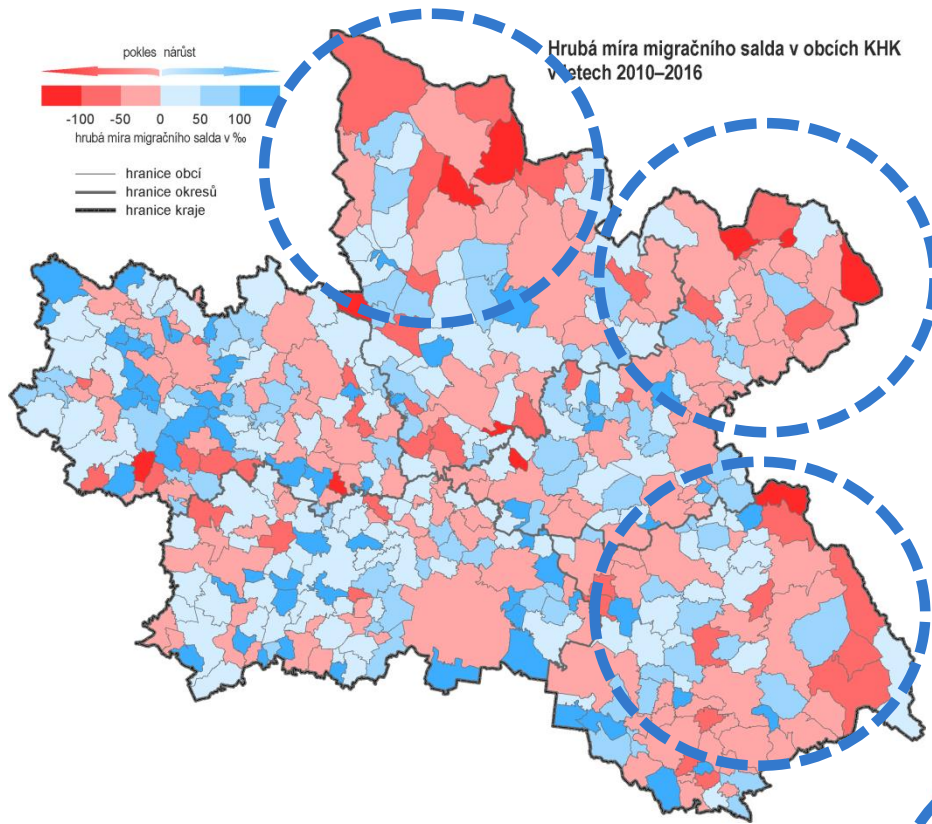 Hrubá míra migračního salda v obcích KHK
v letech 2010–2016
pokles nárůst
-100 -50 0 50 100
hrubá míra migračního salda v ‰
hranice obcí
hranice okresů
hranice kraje